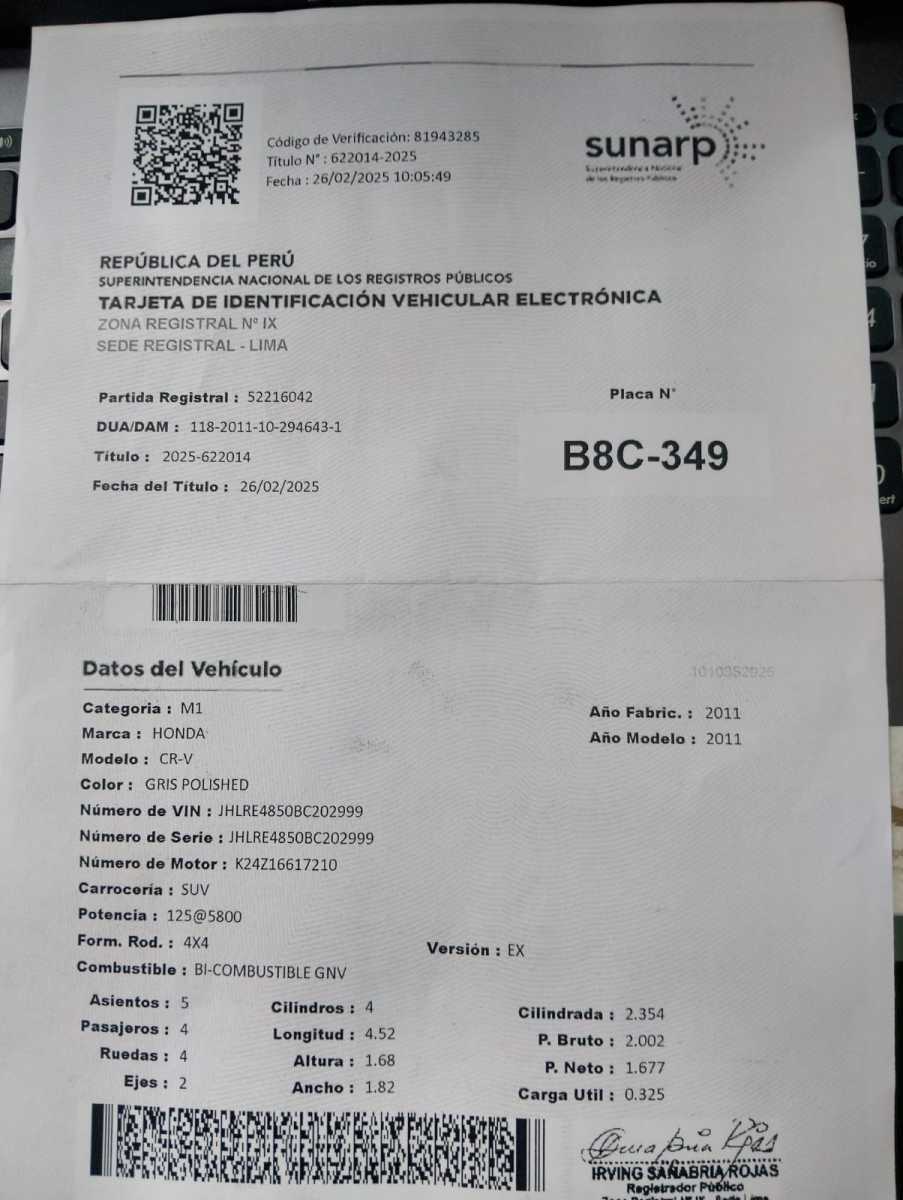 Código de Verificación: 81943285
Título N° : 622014-2025
Fecha : 26/02/2025 10:05:49
sunarp
Superintendencia Nacional
de los Registros Públicos
REPÚBLICA DEL PERÚ
SUPERINTENDENCIA NACIONAL DE LOS REGISTROS PÚBLICOS
TARJETA DE IDENTIFICACIÓN VEHICULAR ELECTRÓNICA
ZONA REGISTRAL Nº IX
SEDE REGISTRAL - LIMA
Partida Registral : 52216042
Placa N°
DUA/DAM : 118-2011-10-294643-1
B8C-349
Título : 2025-622014
Fecha del Título : 26/02/2025
Datos del Vehículo
Categoria : M1
Año Fabric. : 2011
Marca : HONDA
Año Modelo : 2011
Modelo : CR-V
Color : GRIS POLISHED
Número de VIN : JHLRE4850BC202999
Número de Serie : JHLRE4850BC202999
Número de Motor : K24Z16617210
Carrocería : SUV
Potencia : 125@5800
Form. Rod. : 4X4
Versión : EX
Combustible : BI-COMBUSTIBLE GNV
Asientos : 5
Cilindros : 4
Cilindrada : 2.354
Pasajeros : 4
Longitud : 4.52
P. Bruto : 2.002
Ruedas : 4
Altura : 1.68
P. Neto : 1.677
Ejes : 2
Ancho : 1.82
Carga Util : 0.325
IRVING SANABRIA ROJAS
Registrador Público